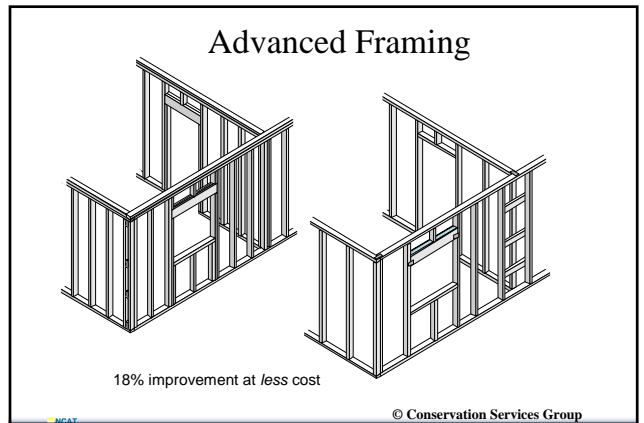 Advanced Framing
18% improvement at less cost
NCAT
© Conservation Services Group